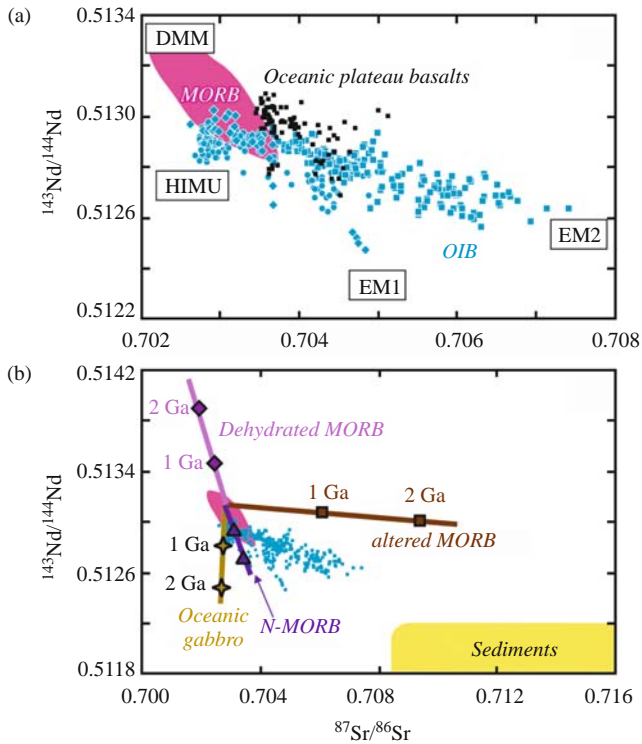 (a)
0.5134
0.5130
0.5126
0.5122
¹⁴³Nd/¹⁴⁴Nd
DMM
MORB
Oceanic plateau basalts
HIMU
OIB
EM1
EM2
0.702
0.704
0.706
0.708
(b)
0.5142
0.5134
0.5126
0.5118
¹⁴³Nd/¹⁴⁴Nd
2 Ga
Dehydrated MORB
1 Ga
1 Ga
2 Ga
altered MORB
1 Ga
2 Ga
Oceanic
gabbro
N-MORB
Sediments
0.700
0.704
0.708
0.712
0.716
⁸⁷Sr/⁸⁶Sr